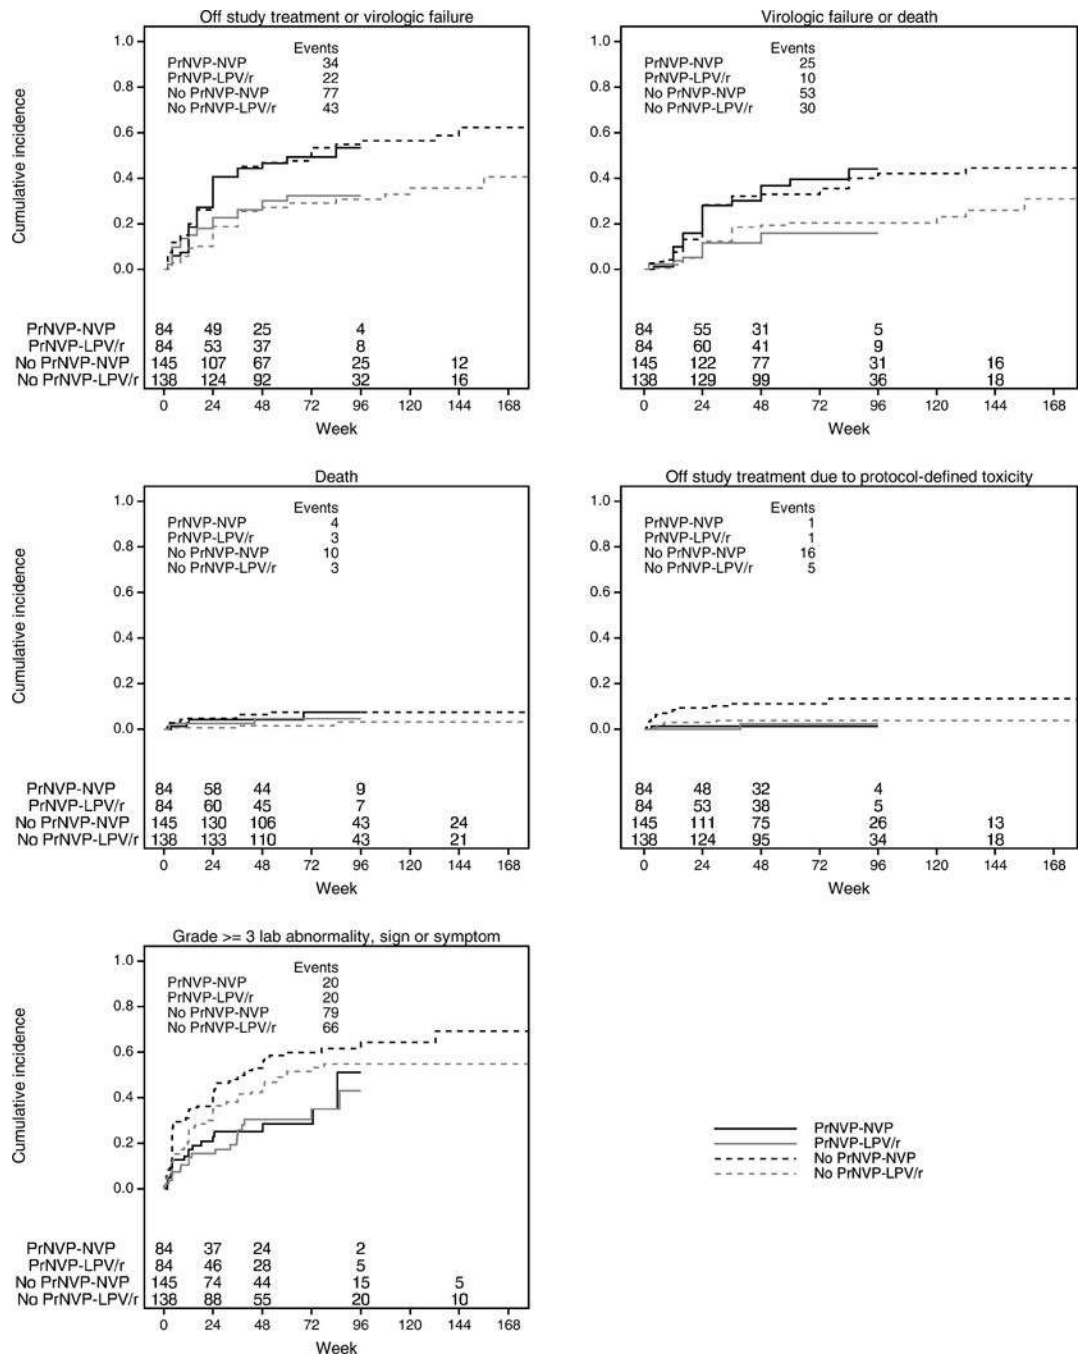 Off study treatment or virologic failure
Cumulative incidence
1.0
0.8
0.6
0.4
0.2
0.0
Events
PrNVP-NVP 34
PrNVP-LPV/r 22
No PrNVP-NVP 77
No PrNVP-LPV/r 43
PrNVP-NVP 84 49 25 4
PrNVP-LPV/r 84 53 37 8
No PrNVP-NVP 145 107 67 25 12
No PrNVP-LPV/r 138 124 92 32 16
0 24 48 72 96 120 144 168
Week
Virologic failure or death
1.0
0.8
0.6
0.4
0.2
0.0
Events
PrNVP-NVP 25
PrNVP-LPV/r 10
No PrNVP-NVP 53
No PrNVP-LPV/r 30
84 55 31 5
84 60 41 9
145 122 77 31 16
138 129 99 36 18
0 24 48 72 96 120 144 168
Week
Death
Cumulative incidence
1.0
0.8
0.6
0.4
0.2
0.0
Events
PrNVP-NVP 4
PrNVP-LPV/r 3
No PrNVP-NVP 10
No PrNVP-LPV/r 3
PrNVP-NVP 84 58 44 9
PrNVP-LPV/r 84 60 45 7
No PrNVP-NVP 145 130 106 43 24
No PrNVP-LPV/r 138 133 110 43 21
0 24 48 72 96 120 144 168
Week
Off study treatment due to protocol-defined toxicity
1.0
0.8
0.6
0.4
0.2
0.0
Events
PrNVP-NVP 1
PrNVP-LPV/r 1
No PrNVP-NVP 16
No PrNVP-LPV/r 5
84 48 32 4
84 53 38 5
145 111 75 26 13
138 124 95 34 18
0 24 48 72 96 120 144 168
Week
Grade >= 3 lab abnormality, sign or symptom
Cumulative incidence
1.0
0.8
0.6
0.4
0.2
0.0
Events
PrNVP-NVP 20
PrNVP-LPV/r 20
No PrNVP-NVP 79
No PrNVP-LPV/r 66
PrNVP-NVP 84 37 24 2
PrNVP-LPV/r 84 46 28 5
No PrNVP-NVP 145 74 44 15 5
No PrNVP-LPV/r 138 88 55 20 10
0 24 48 72 96 120 144 168
Week
PrNVP-NVP
PrNVP-LPV/r
No PrNVP-NVP
No PrNVP-LPV/r